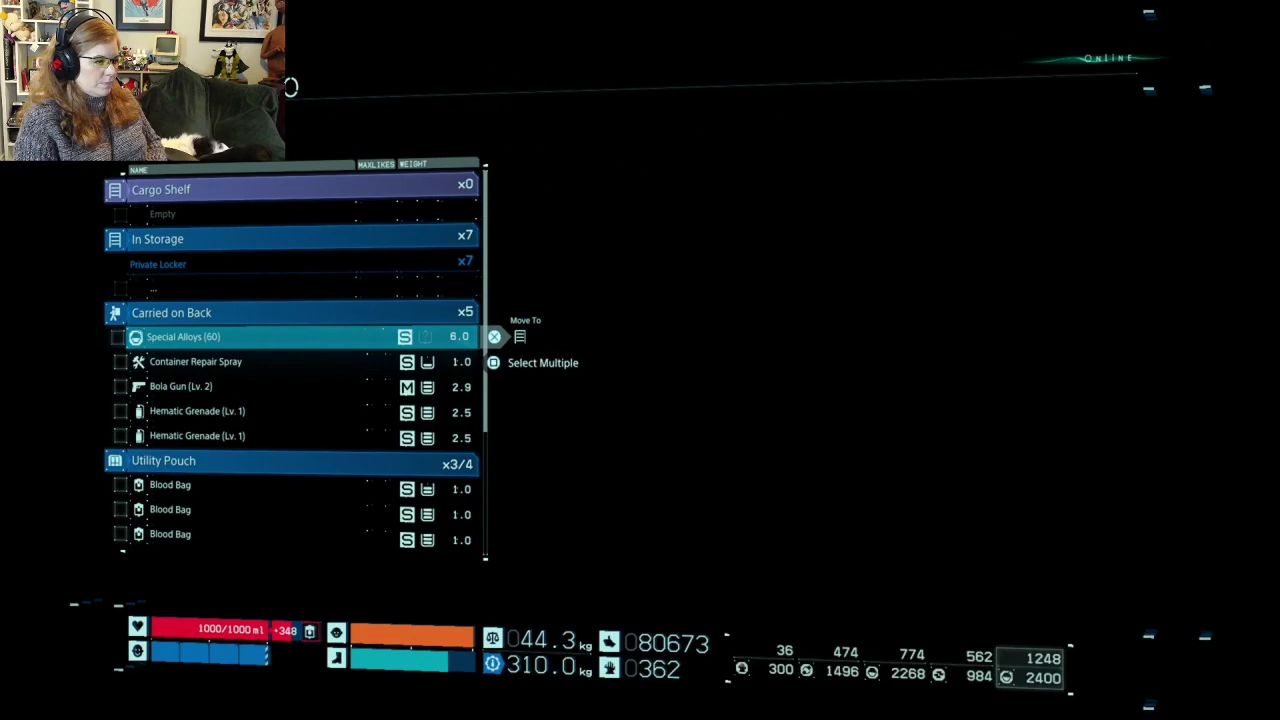 Online
NAME MAXLIKES WEIGHT
Cargo Shelf x0
Empty
In Storage x7
Private Locker x7
...
Carried on Back x5
Special Alloys (60) S 6.0
Container Repair Spray S 1.0
Bola Gun (Lv. 2) M 2.9
Hematic Grenade (Lv. 1) S 2.5
Hematic Grenade (Lv. 1) S 2.5
Utility Pouch x3/4
Blood Bag S 1.0
Blood Bag S 1.0
Blood Bag S 1.0
Move To
Select Multiple
1000/1000 ml +348
044.3 kg 080673
310.0 kg 0362
36 474 774 562 1248
300 1496 2268 984 2400